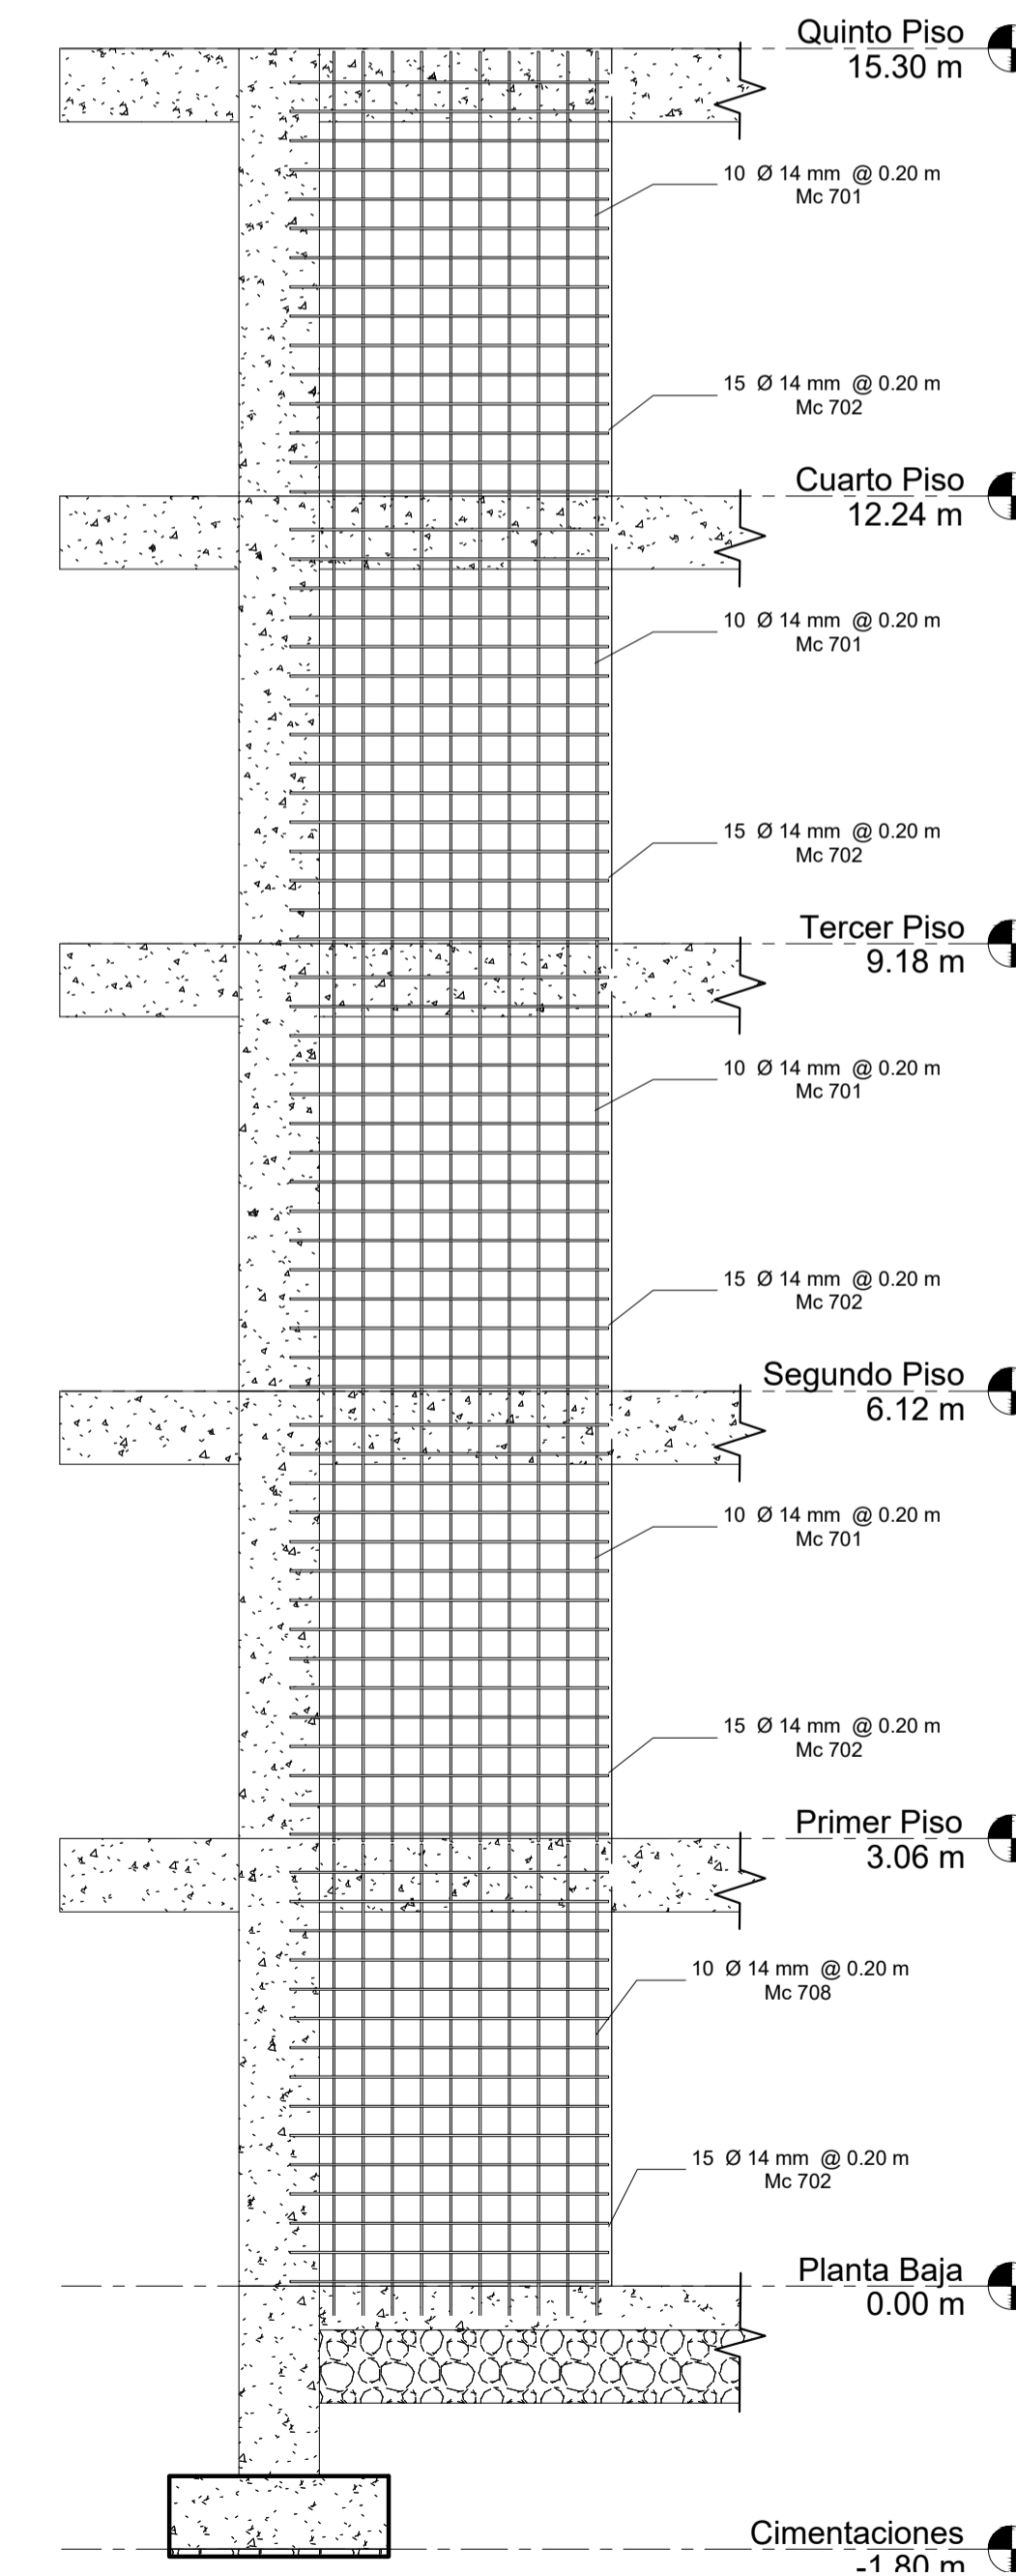 Quinto Piso
15.30 m
10 Ø 14 mm @ 0.20 m
Mc 701
15 Ø 14 mm @ 0.20 m
Mc 702
Cuarto Piso
12.24 m
10 Ø 14 mm @ 0.20 m
Mc 701
15 Ø 14 mm @ 0.20 m
Mc 702
Tercer Piso
9.18 m
10 Ø 14 mm @ 0.20 m
Mc 701
15 Ø 14 mm @ 0.20 m
Mc 702
Segundo Piso
6.12 m
10 Ø 14 mm @ 0.20 m
Mc 701
15 Ø 14 mm @ 0.20 m
Mc 702
Primer Piso
3.06 m
10 Ø 14 mm @ 0.20 m
Mc 708
15 Ø 14 mm @ 0.20 m
Mc 702
Planta Baja
0.00 m
Cimentaciones
-1.80 m